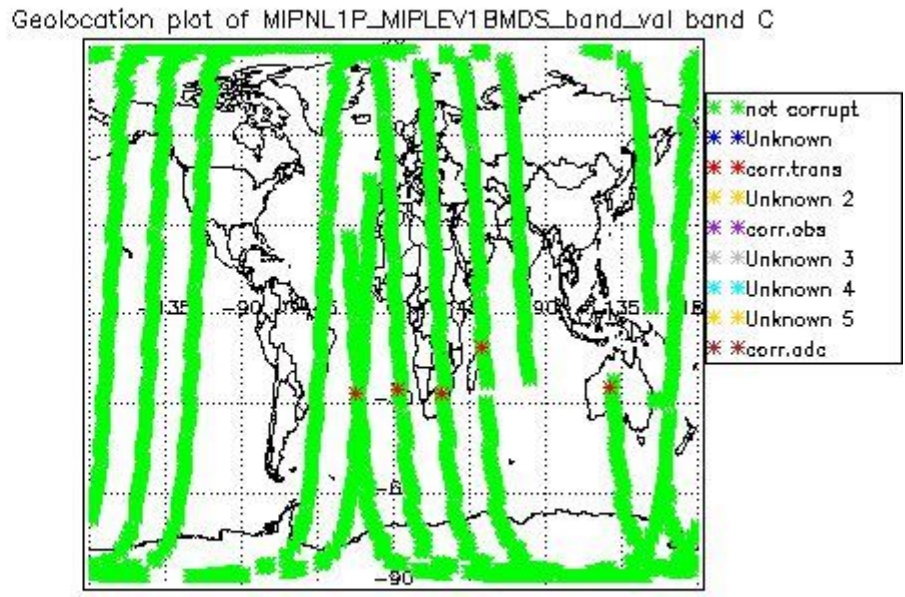 Geolocation plot of MIPNL1P_MIPLEV1BMDS_band_val band C
not corrupt
Unknown
corr.trans
Unknown 2
corr.obs
Unknown 3
Unknown 4
Unknown 5
corr.adc
-135
-90
90
135
-6
-90